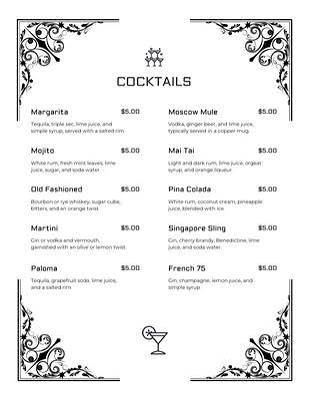 COCKTAILS
Margarita $5.00
Tequila, triple sec, lime juice, and
simple syrup, served with a salted rim
Mojito $5.00
White rum, fresh mint leaves, lime
juice, sugar, and soda water.
Old Fashioned $5.00
Bourbon or rye whiskey, sugar cube,
bitters, and an orange twist.
Martini $5.00
Gin or vodka and vermouth,
garnished with an olive or lemon twist.
Paloma $5.00
Tequila, grapefruit soda, lime juice,
and a salted rim
Moscow Mule $5.00
Vodka, ginger beer, and lime juice,
typically served in a copper mug.
Mai Tai $5.00
Light and dark rum, lime juice, orgeat
syrup, and orange liqueur.
Pina Colada $5.00
White rum, coconut cream, pineapple
juice, blended with ice.
Singapore Sling $5.00
Gin, cherry brandy, Benedictine, lime
juice, and soda water.
French 75 $5.00
Gin, champagne, lemon juice, and
simple syrup